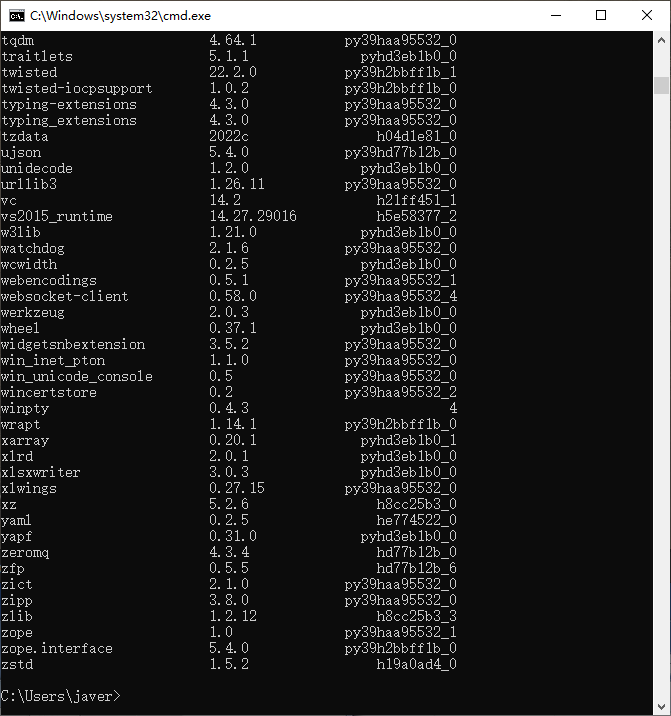 C:\Windows\system32\cmd.exe
tqdm 4.64.1 py39haa95532_0
traitlets 5.1.1 pyhd3eb1b0_0
twisted 22.2.0 py39h2bbff1b_1
twisted-iocpsupport 1.0.2 py39h2bbff1b_0
typing-extensions 4.3.0 py39haa95532_0
typing_extensions 4.3.0 py39haa95532_0
tzdata 2022c h04d1e81_0
ujson 5.4.0 py39hd77b12b_0
unidecode 1.2.0 pyhd3eb1b0_0
urllib3 1.26.11 py39haa95532_0
vc 14.2 h21ff451_1
vs2015_runtime 14.27.29016 h5e58377_2
w3lib 1.21.0 pyhd3eb1b0_0
watchdog 2.1.6 py39haa95532_0
wcwidth 0.2.5 pyhd3eb1b0_0
webencodings 0.5.1 py39haa95532_1
websocket-client 0.58.0 py39haa95532_4
werkzeug 2.0.3 pyhd3eb1b0_0
wheel 0.37.1 pyhd3eb1b0_0
widgetsnbextension 3.5.2 py39haa95532_0
win_inet_pton 1.1.0 py39haa95532_0
win_unicode_console 0.5 py39haa95532_0
wincertstore 0.2 py39haa95532_2
winpty 0.4.3 4
wrapt 1.14.1 py39h2bbff1b_0
xarray 0.20.1 pyhd3eb1b0_1
xlrd 2.0.1 pyhd3eb1b0_0
xlsxwriter 3.0.3 pyhd3eb1b0_0
xlwings 0.27.15 py39haa95532_0
xz 5.2.6 h8cc25b3_0
yaml 0.2.5 he774522_0
yapf 0.31.0 pyhd3eb1b0_0
zeromq 4.3.4 hd77b12b_0
zfp 0.5.5 hd77b12b_6
zict 2.1.0 py39haa95532_0
zipp 3.8.0 py39haa95532_0
zlib 1.2.12 h8cc25b3_3
zope 1.0 py39haa95532_1
zope.interface 5.4.0 py39h2bbff1b_0
zstd 1.5.2 h19a0ad4_0
C:\Users\javer>